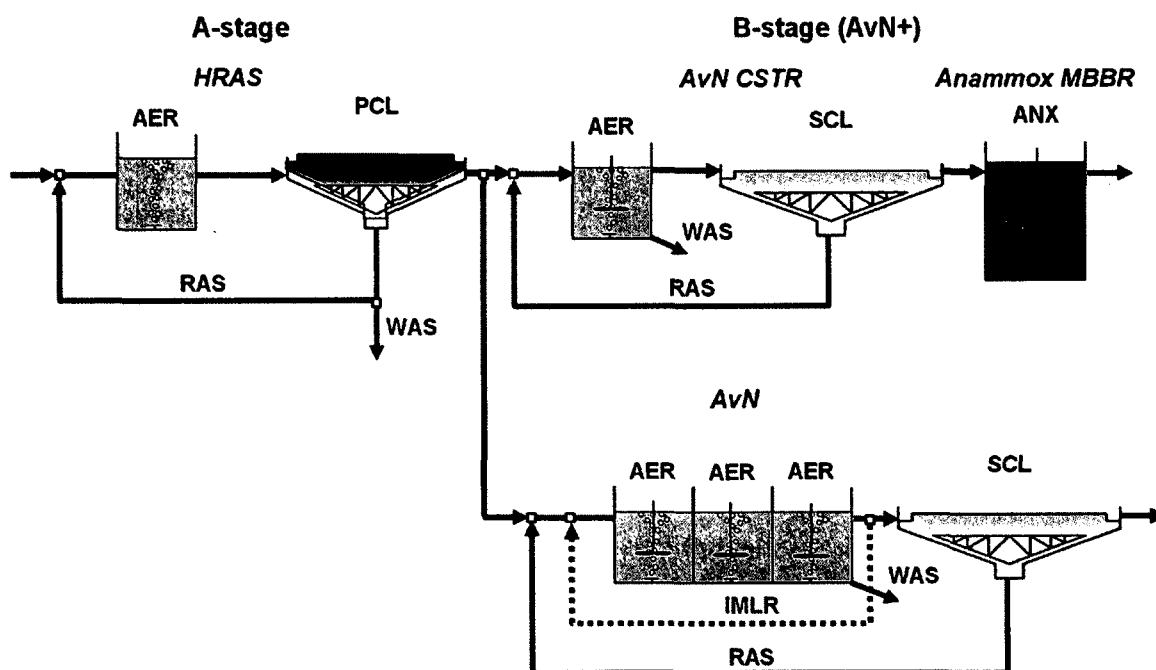 A-stage
B-stage (AvN+)
HRAS
AvN CSTR
Anammox MBBR
AER
PCL
AER
SCL
ANX
WAS
RAS
RAS
WAS
AvN
AER
AER
AER
SCL
WAS
IMLR
RAS